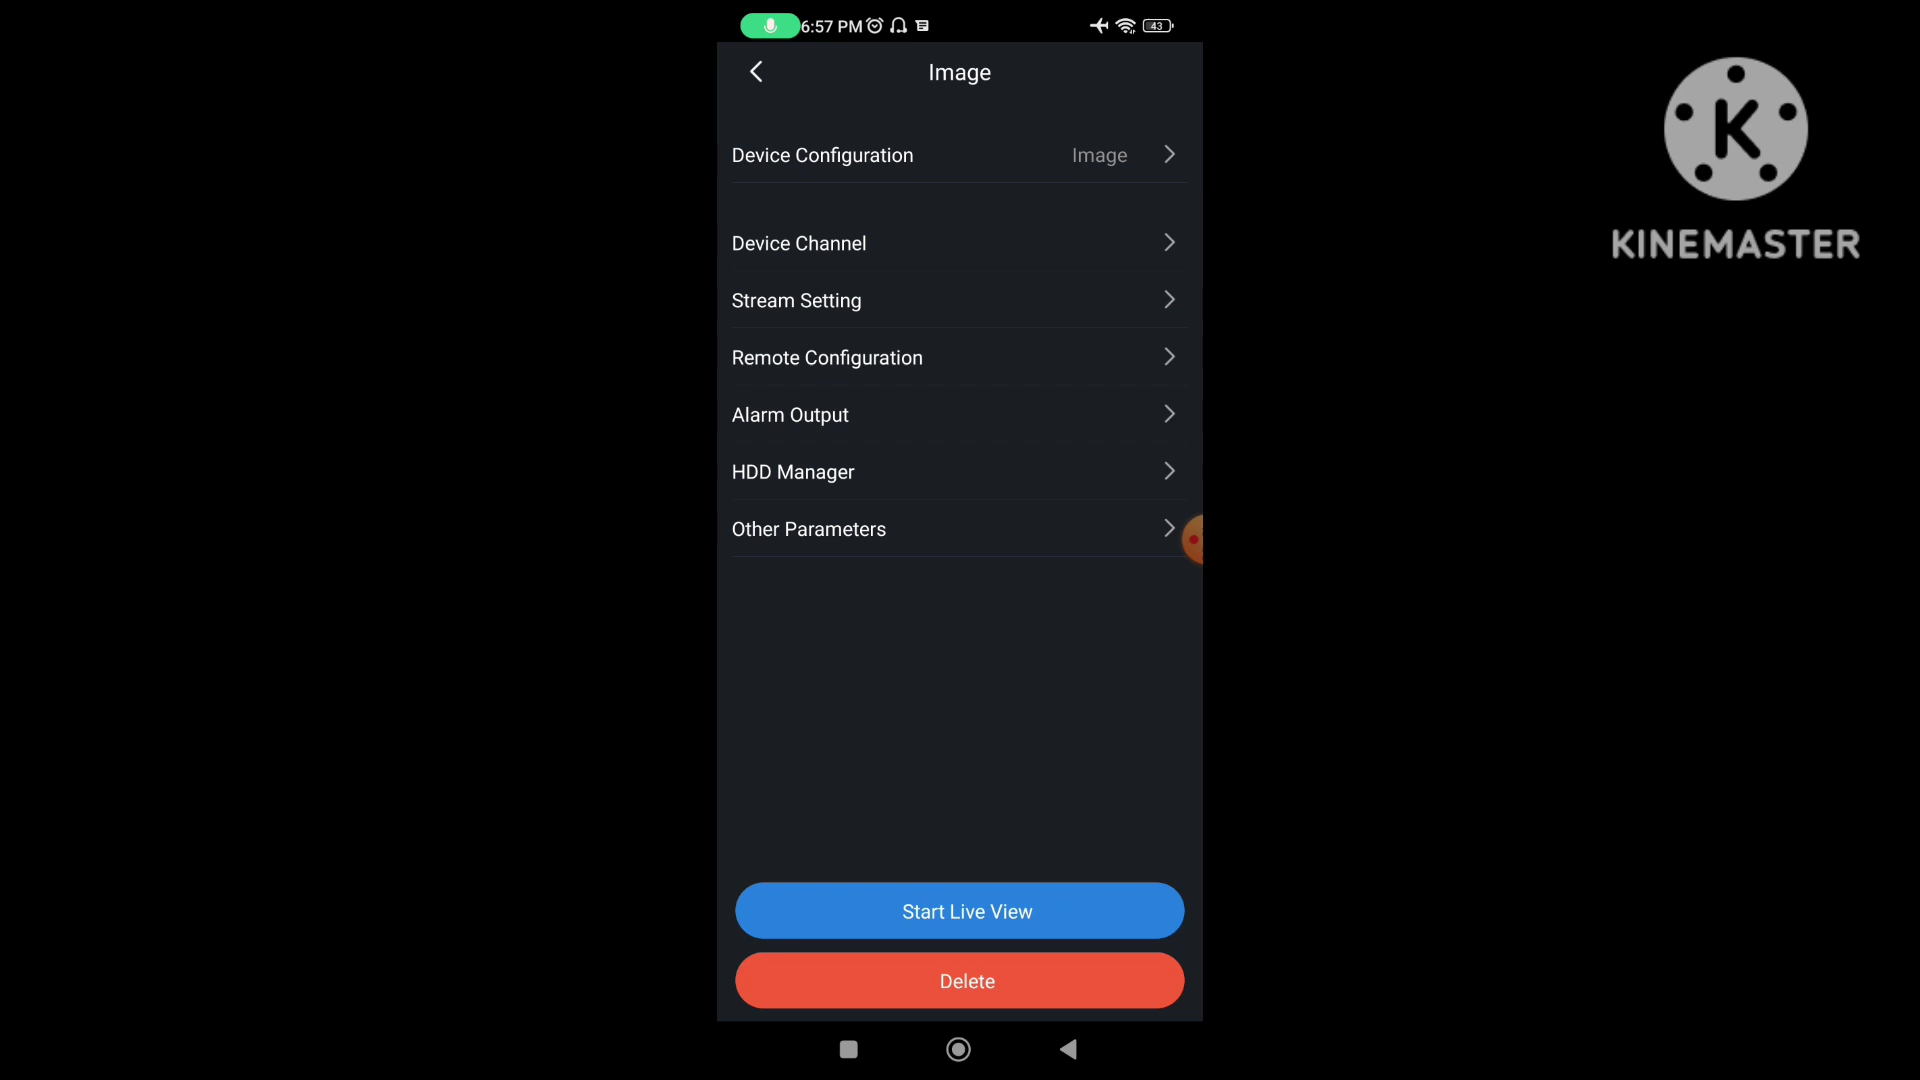 6:57 PM
43
Image
Device Configuration Image
Device Channel
Stream Setting
Remote Configuration
Alarm Output
HDD Manager
Other Parameters
Start Live View
Delete
K
KINEMASTER